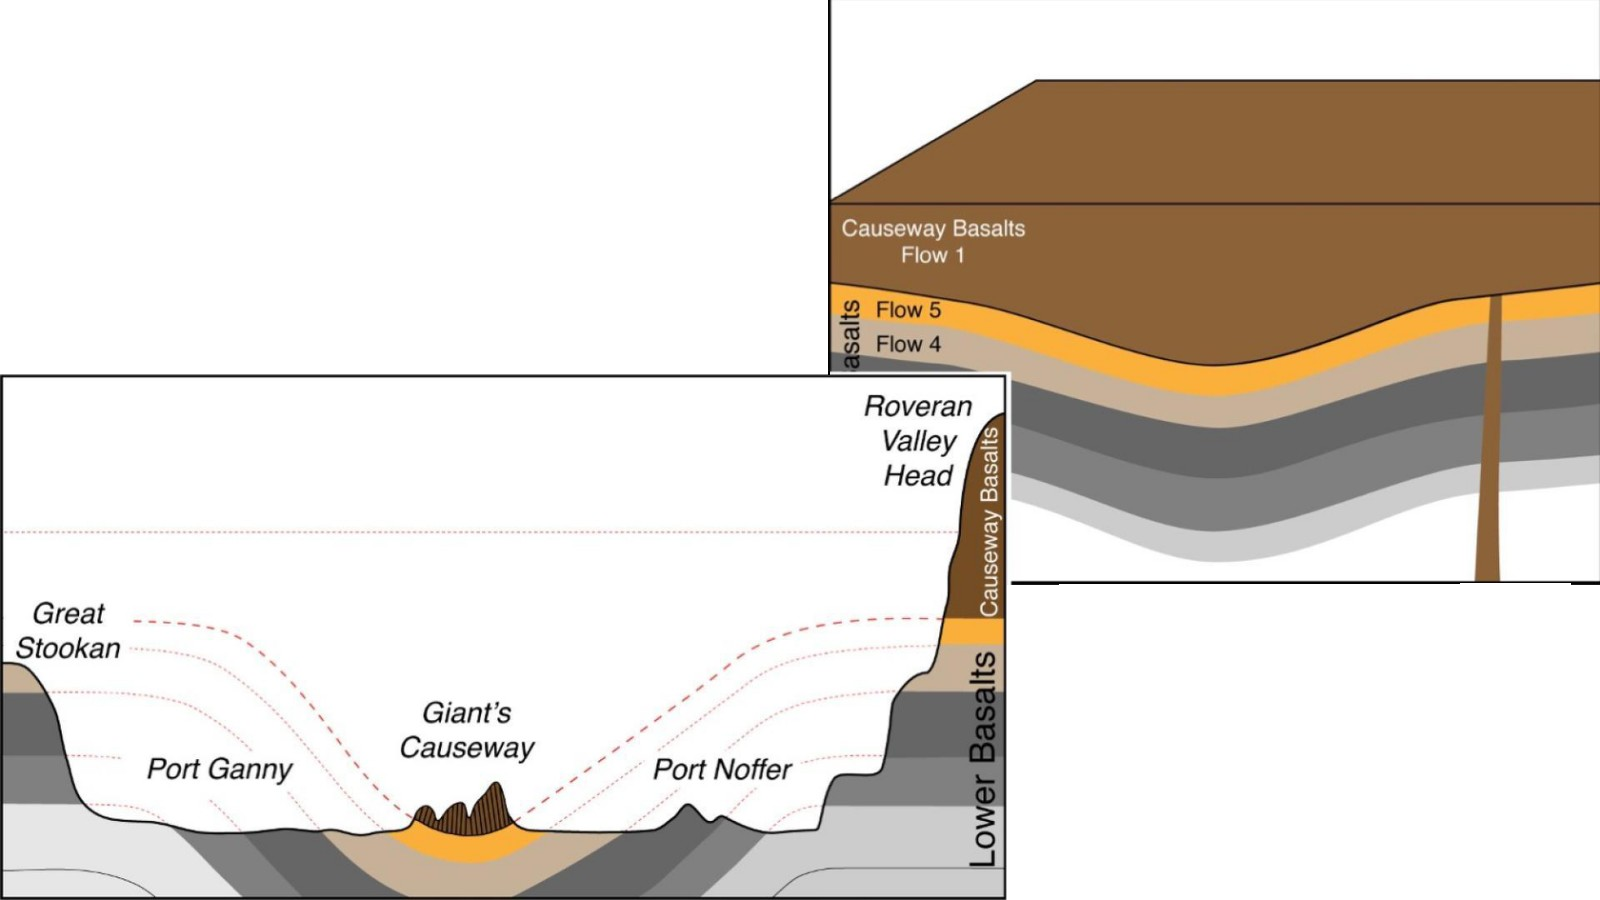 Causeway Basalts
Flow 1
Flow 5
Flow 4
asalts
Roveran
Valley
Head
Causeway Basalts
Great
Stookan
Giant's
Causeway
Port Ganny
Port Noffer
Lower Basalts